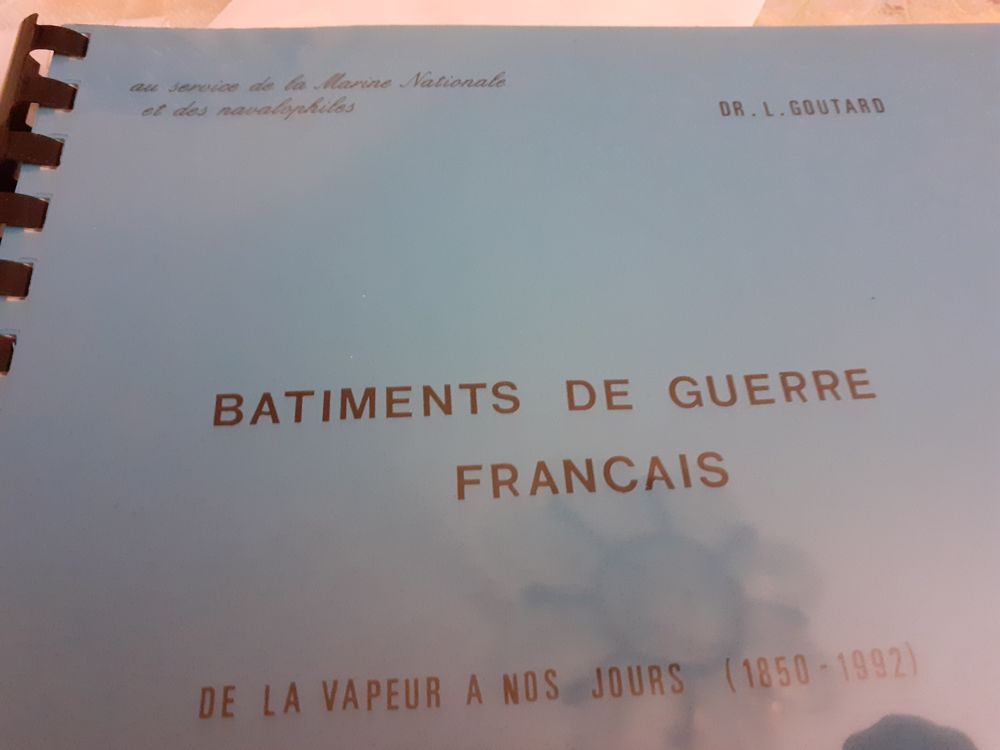 au service de la Marine Nationale
et des navalophiles
DR. L. GOUTARD
BATIMENTS DE GUERRE
FRANCAIS
DE LA VAPEUR A NOS JOURS (1850-1992)